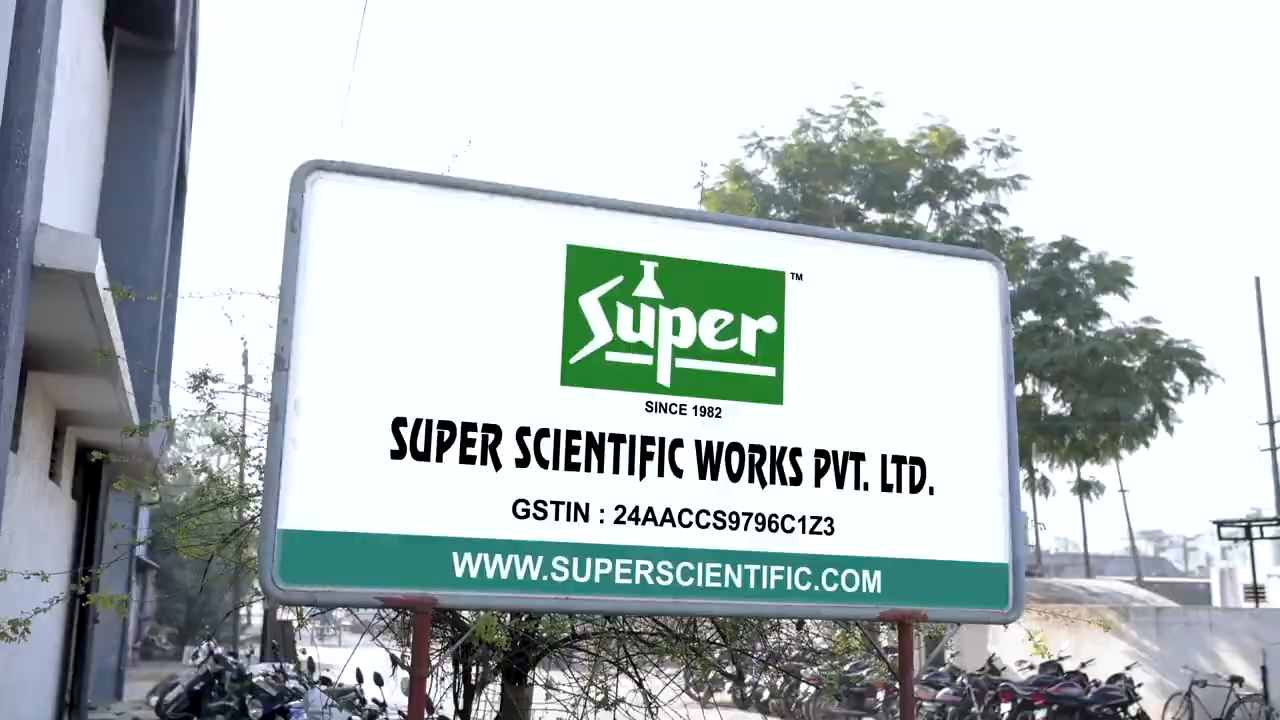 Super ™
SINCE 1982
SUPER SCIENTIFIC WORKS PVT. LTD.
GSTIN : 24AACCS9796C1Z3
WWW.SUPERSCIENTIFIC.COM